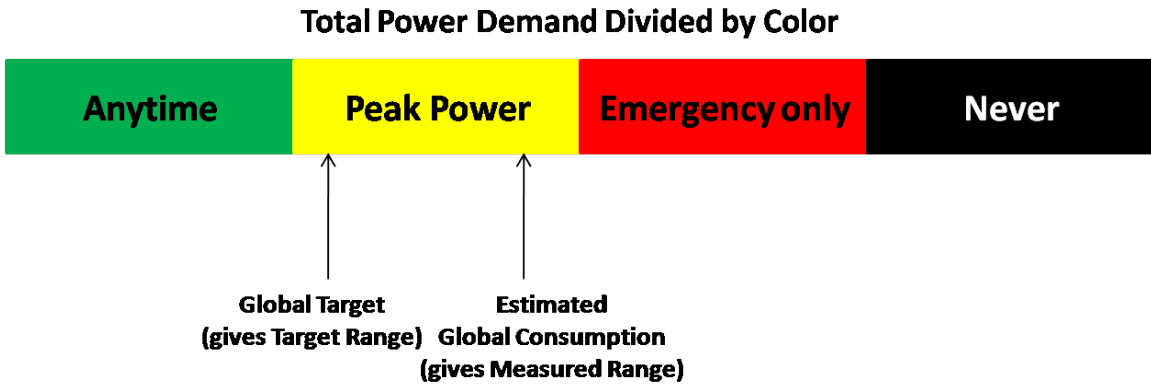 Total Power Demand Divided by Color
Anytime
Peak Power
Emergency only
Never
Global Target
(gives Target Range)
Estimated
Global Consumption
(gives Measured Range)